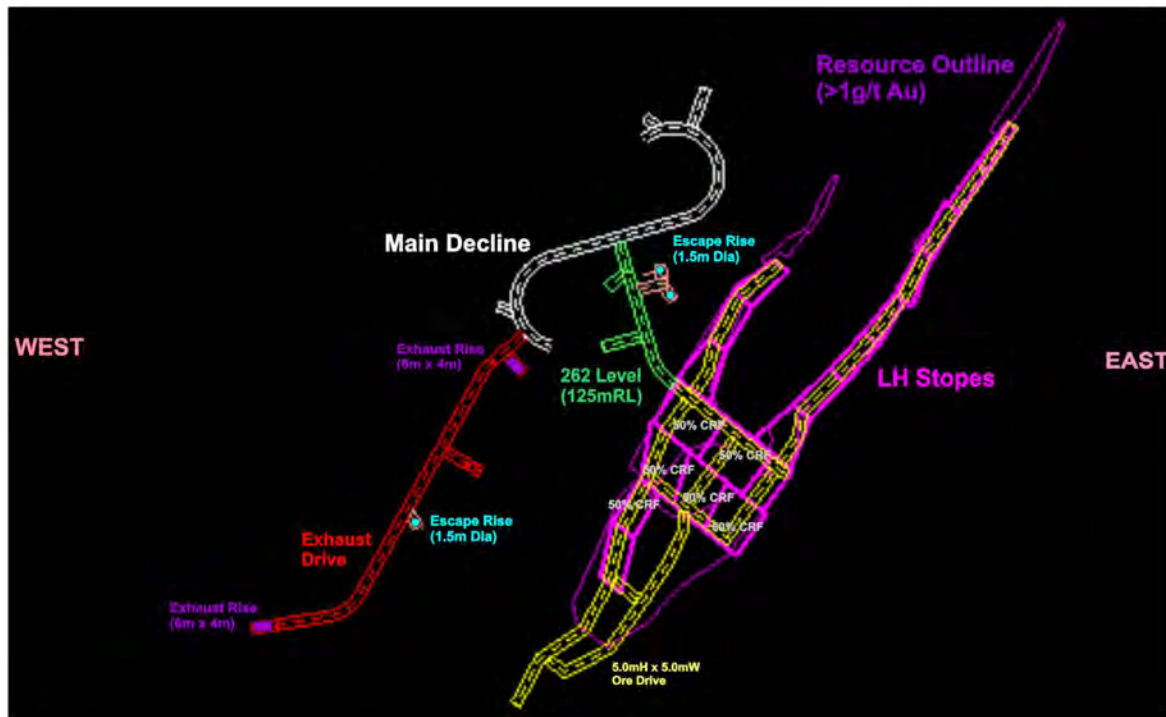 Resource Outline
(>1g/t Au)
Main Decline
Escape Rise
(1.5m Dia)
WEST
Exhaust Rise
(6m x 4m)
262 Level
(125mRL)
EAST
LH Stopes
50% CRF
50% CRF
50% CRF
50% CRF
50% CRF
50% CRF
Escape Rise
(1.5m Dia)
Exhaust
Drive
Exhaust Rise
(6m x 4m)
5.0mH x 5.0mW
Ore Drive